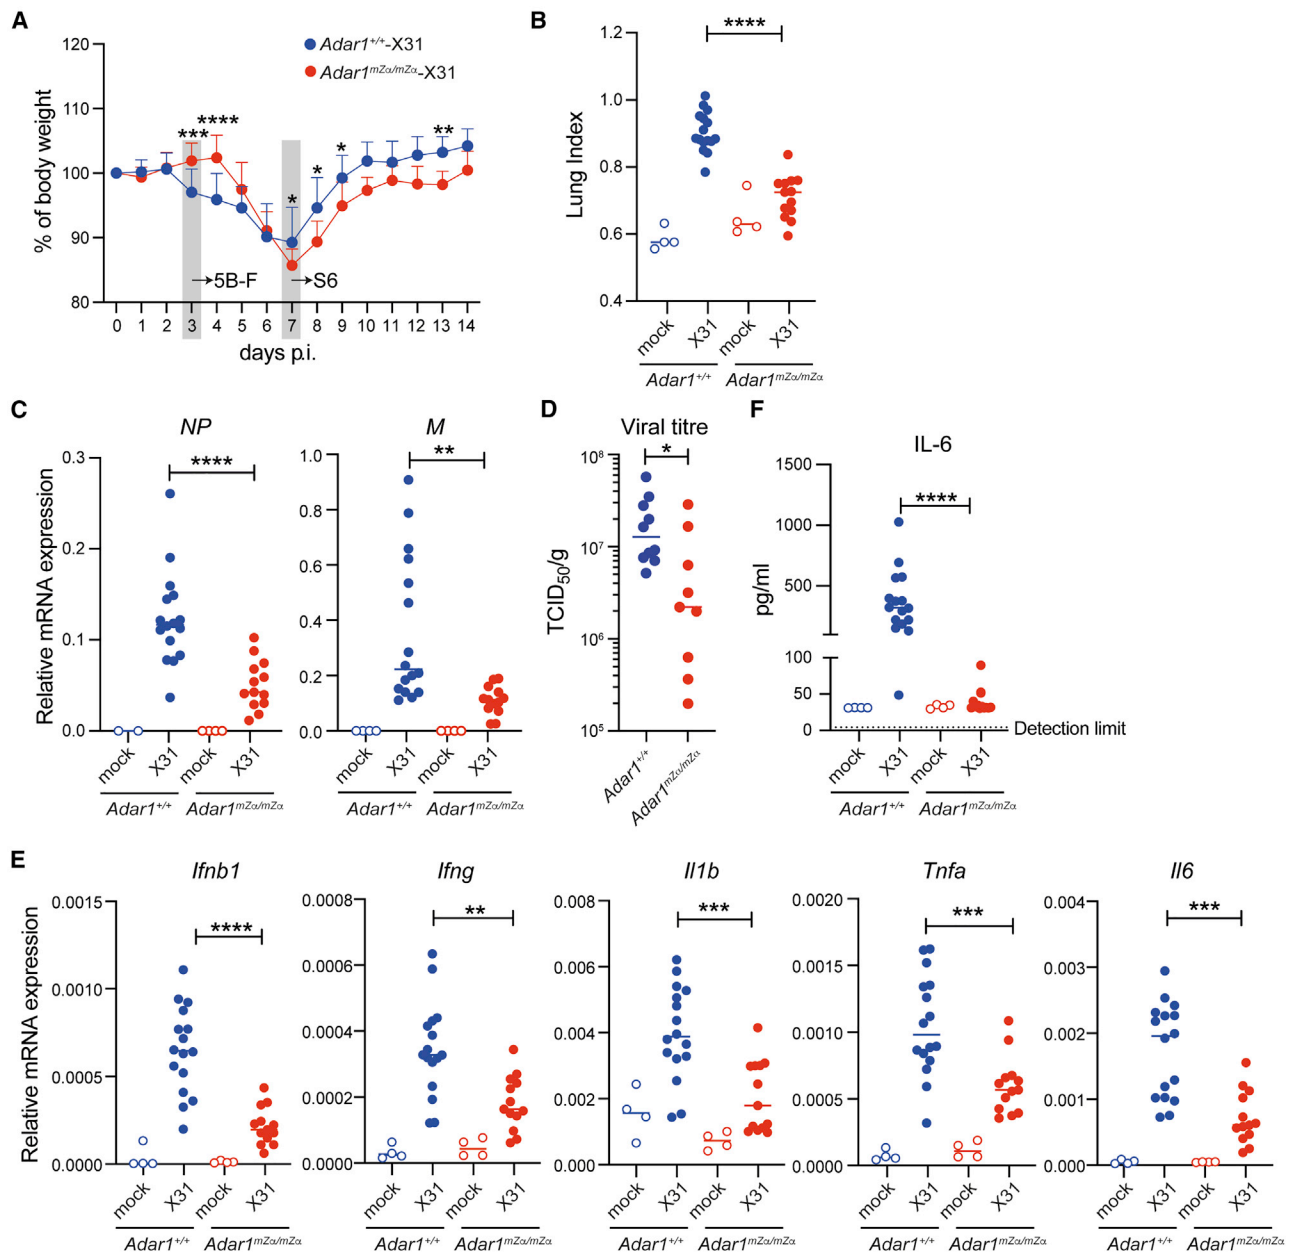 A
120
110
100
90
80
% of body weight
Adar1+/+-X31
Adar1mZα/mZα-X31
***
****
*
*
*
**
→5B-F
→S6
0 1 2 3 4 5 6 7 8 9 10 11 12 13 14
days p.i.
B
****
1.2
1.0
0.8
0.6
0.4
Lung Index
mock X31 mock X31
Adar1+/+ Adar1mZα/mZα
C
NP
****
0.3
0.2
0.1
0.0
Relative mRNA expression
mock X31 mock X31
Adar1+/+ Adar1mZα/mZα
M
**
1.0
0.8
0.6
0.4
0.2
0.0
mock X31 mock X31
Adar1+/+ Adar1mZα/mZα
D
Viral titre
*
10⁸
10⁷
10⁶
10⁵
TCID₅₀/g
Adar1+/+
Adar1mZα/mZα
F
IL-6
****
1500
1000
500
100
50
0
pg/ml
Detection limit
mock X31 mock X31
Adar1+/+ Adar1mZα/mZα
E
Ifnb1
****
0.0015
0.0010
0.0005
0.0000
Relative mRNA expression
mock X31 mock X31
Adar1+/+ Adar1mZα/mZα
Ifng
**
0.0008
0.0006
0.0004
0.0002
0.0000
mock X31 mock X31
Adar1+/+ Adar1mZα/mZα
Il1b
***
0.008
0.006
0.004
0.002
0.000
mock X31 mock X31
Adar1+/+ Adar1mZα/mZα
Tnfa
***
0.0020
0.0015
0.0010
0.0005
0.0000
mock X31 mock X31
Adar1+/+ Adar1mZα/mZα
Il6
***
0.004
0.003
0.002
0.001
0.000
mock X31 mock X31
Adar1+/+ Adar1mZα/mZα